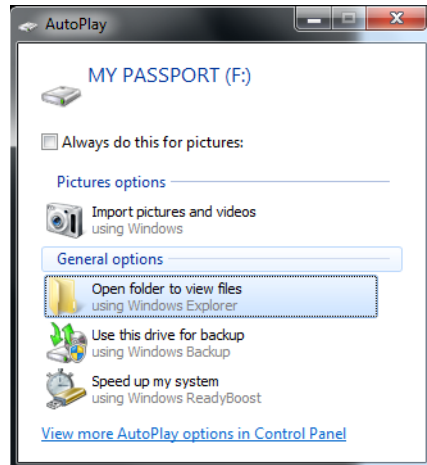 AutoPlay
MY PASSPORT (F:)
Always do this for pictures:
Pictures options
Import pictures and videos
using Windows
General options
Open folder to view files
using Windows Explorer
Use this drive for backup
using Windows Backup
Speed up my system
using Windows ReadyBoost
View more AutoPlay options in Control Panel